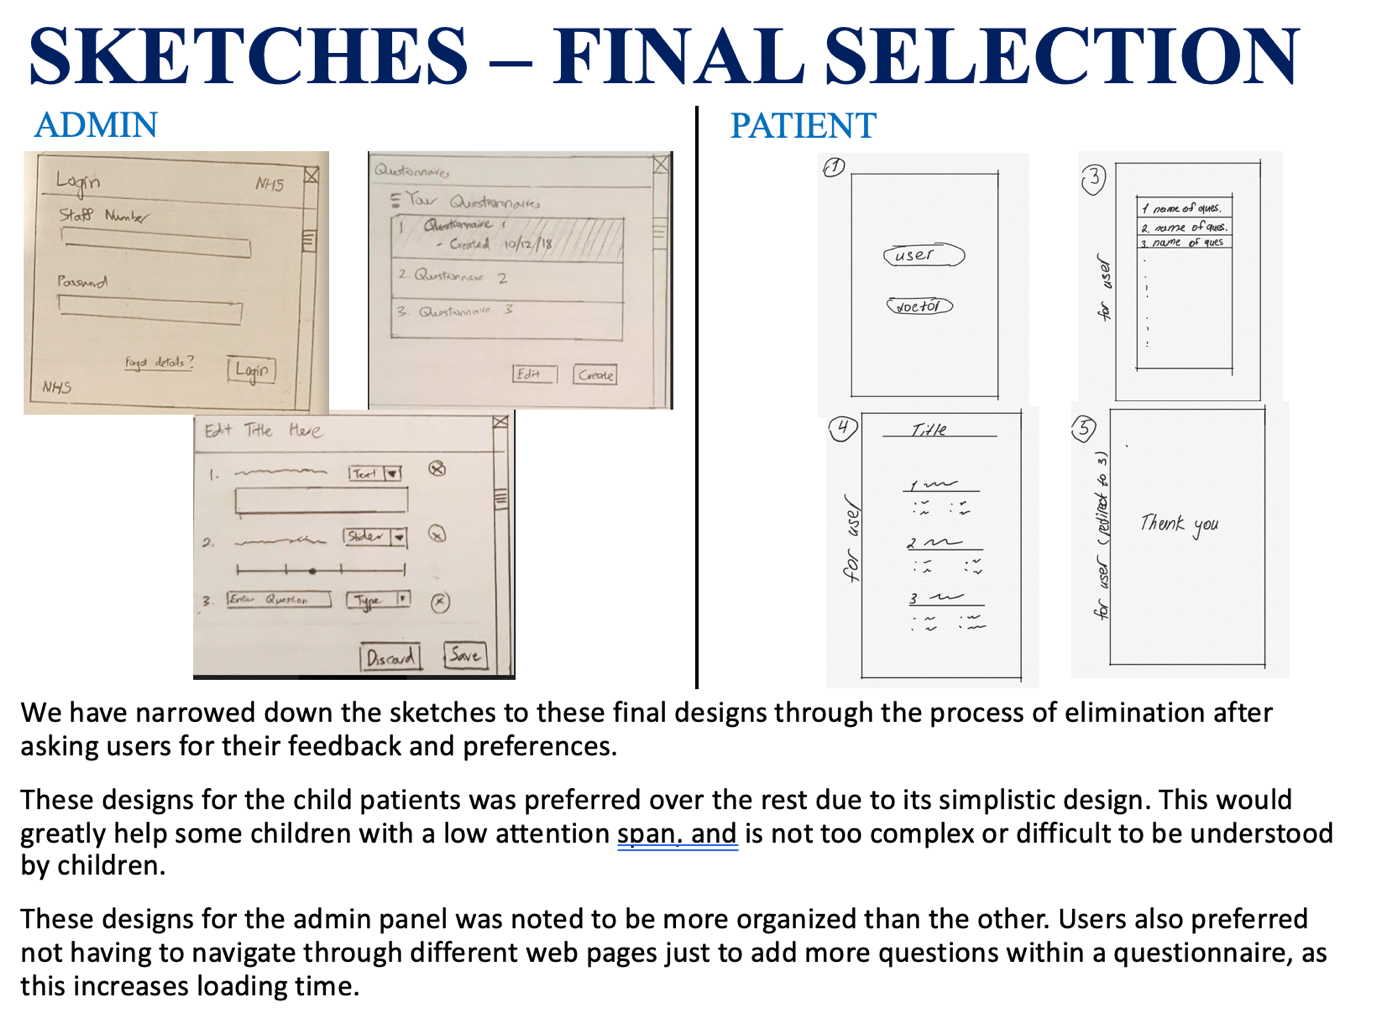 SKETCHES – FINAL SELECTION
ADMIN
Login
NHS
Staff Number
Password
Forgot details?
Login
NHS
Questionnaires
Your Questionnaires
1 Questionnaire 1
- Created 10/12/18
2. Questionnaire 2
3. Questionnaire 3
Edit
Create
Edit Title Here
1.
Text
2.
Slider
3. Enter Question
Type
Discard
Save
PATIENT
1
user
doctor
3
for user
1 name of ques.
2. name of ques.
3. name of ques
4
for user
Title
1
2
3
5
for user (redirect to 3)
Thank you
We have narrowed down the sketches to these final designs through the process of elimination after
asking users for their feedback and preferences.
These designs for the child patients was preferred over the rest due to its simplistic design. This would
greatly help some children with a low attention span. and is not too complex or difficult to be understood
by children.
These designs for the admin panel was noted to be more organized than the other. Users also preferred
not having to navigate through different web pages just to add more questions within a questionnaire, as
this increases loading time.